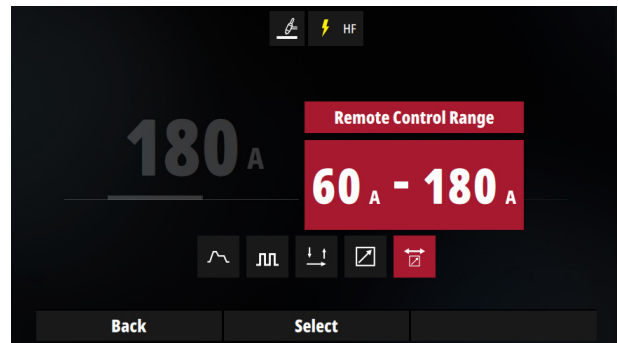 HF
Remote Control Range
180 A
60 A - 180 A
Back
Select